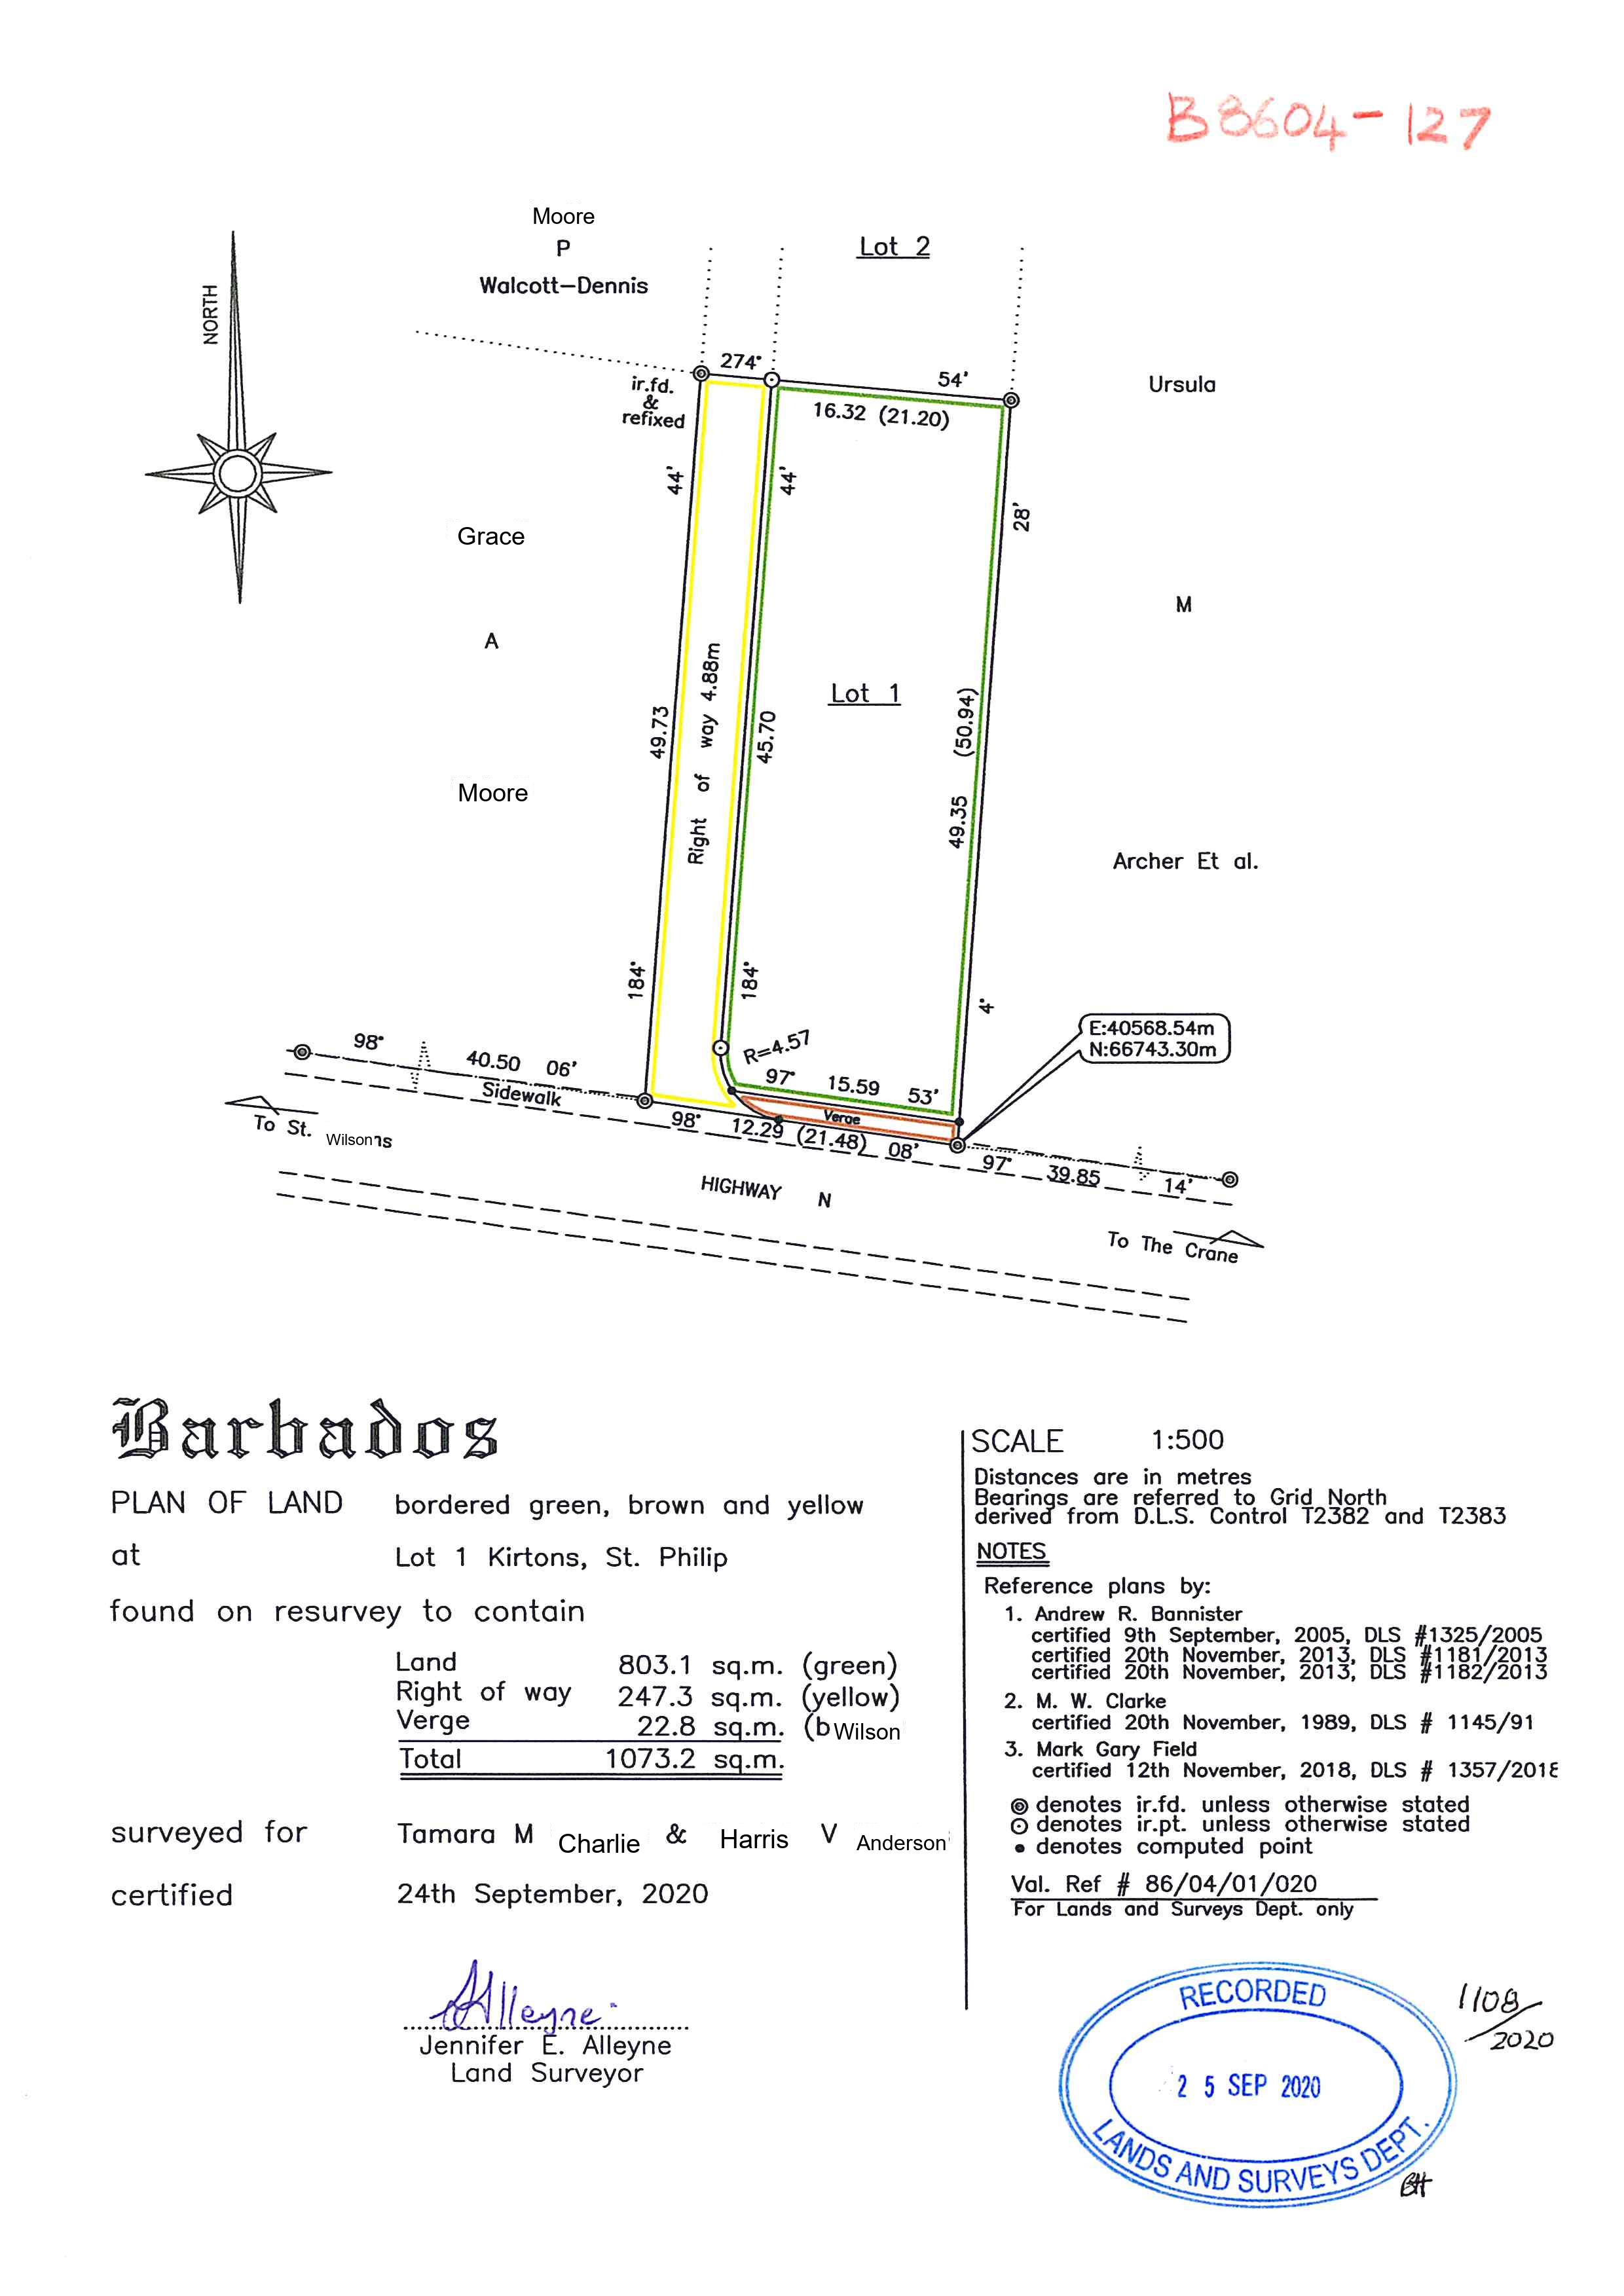 B8604-127
Moore
P
Walcott-Dennis
Lot 2
NORTH
274° 54'
ir.fd.
&
refixed
16.32 (21.20)
Ursula
44'
44'
28'
Grace
M
A
Right of way 4.88m
Lot 1
49.73
45.70
(50.94)
Moore
49.35
Archer Et al.
184°
184°
4°
E:40568.54m
N:66743.30m
R=4.57
98° 40.50 06'
Sidewalk
97° 15.59 53'
Verge
98° 12.29 (21.48) 08'
97° 39.85 14'
To St. Wilson's
HIGHWAY N
To The Crane
Barbados
PLAN OF LAND bordered green, brown and yellow
at Lot 1 Kirtons, St. Philip
found on resurvey to contain
Land 803.1 sq.m. (green)
Right of way 247.3 sq.m. (yellow)
Verge 22.8 sq.m. (b Wilson
Total 1073.2 sq.m.
surveyed for Tamara M Charlie & Harris V Anderson
certified 24th September, 2020
Alleyne
Jennifer E. Alleyne
Land Surveyor
SCALE 1:500
Distances are in metres
Bearings are referred to Grid North
derived from D.L.S. Control T2382 and T2383
NOTES
Reference plans by:
1. Andrew R. Bannister
certified 9th September, 2005, DLS #1325/2005
certified 20th November, 2013, DLS #1181/2013
certified 20th November, 2013, DLS #1182/2013
2. M. W. Clarke
certified 20th November, 1989, DLS # 1145/91
3. Mark Gary Field
certified 12th November, 2018, DLS # 1357/2018
denotes ir.fd. unless otherwise stated
denotes ir.pt. unless otherwise stated
denotes computed point
Val. Ref # 86/04/01/020
For Lands and Surveys Dept. only
RECORDED
25 SEP 2020
LANDS AND SURVEYS DEPT.
1108/2020
BH